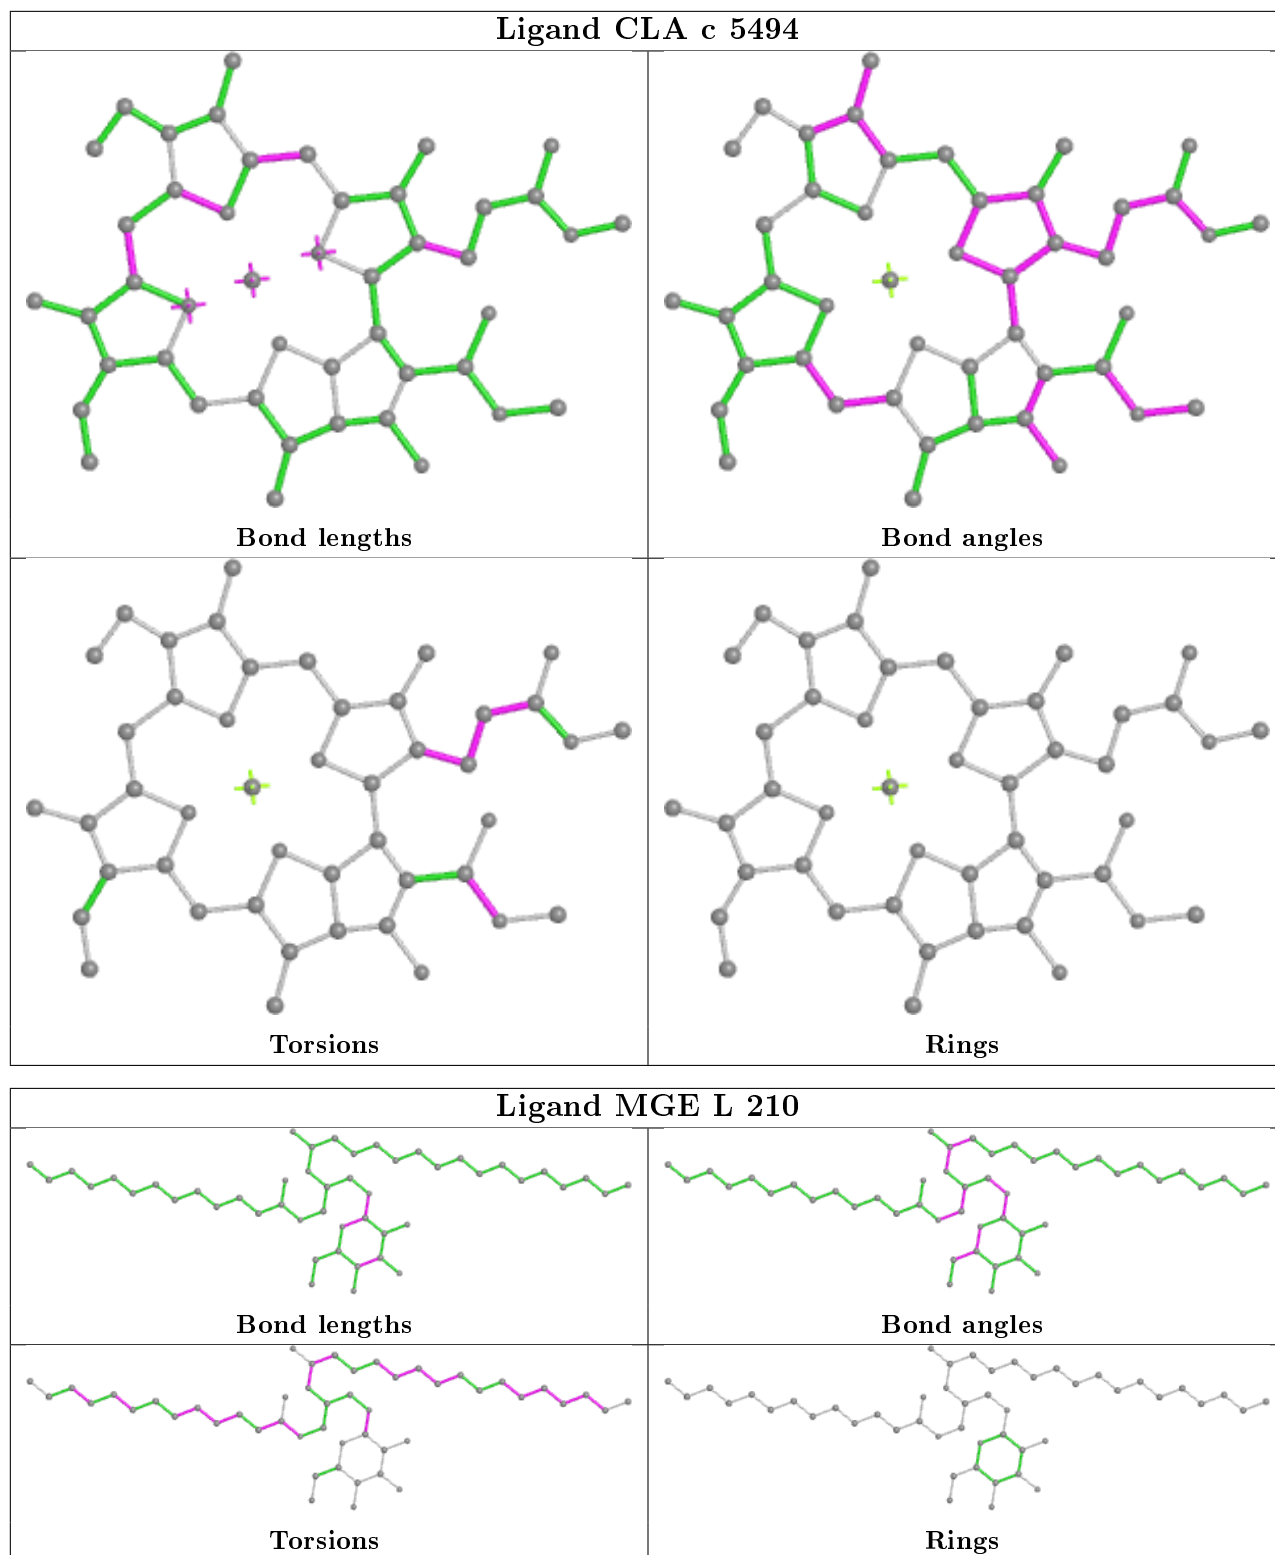 Ligand CLA c 5494
Bond lengths
Bond angles
Torsions
Rings
Ligand MGE L 210
Bond lengths
Bond angles
Torsions
Rings